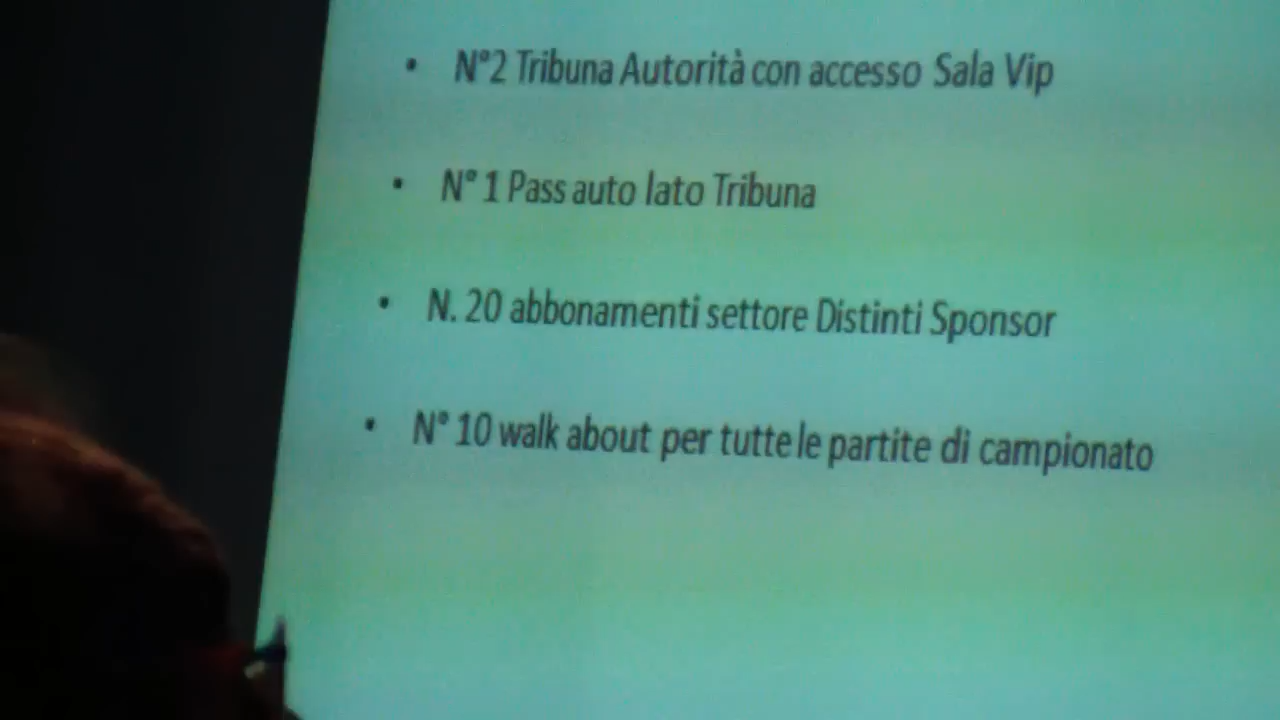 • N°2 Tribuna Autorità con accesso Sala Vip
• N° 1 Pass auto lato Tribuna
• N. 20 abbonamenti settore Distinti Sponsor
• N° 10 walk about per tutte le partite di campionato